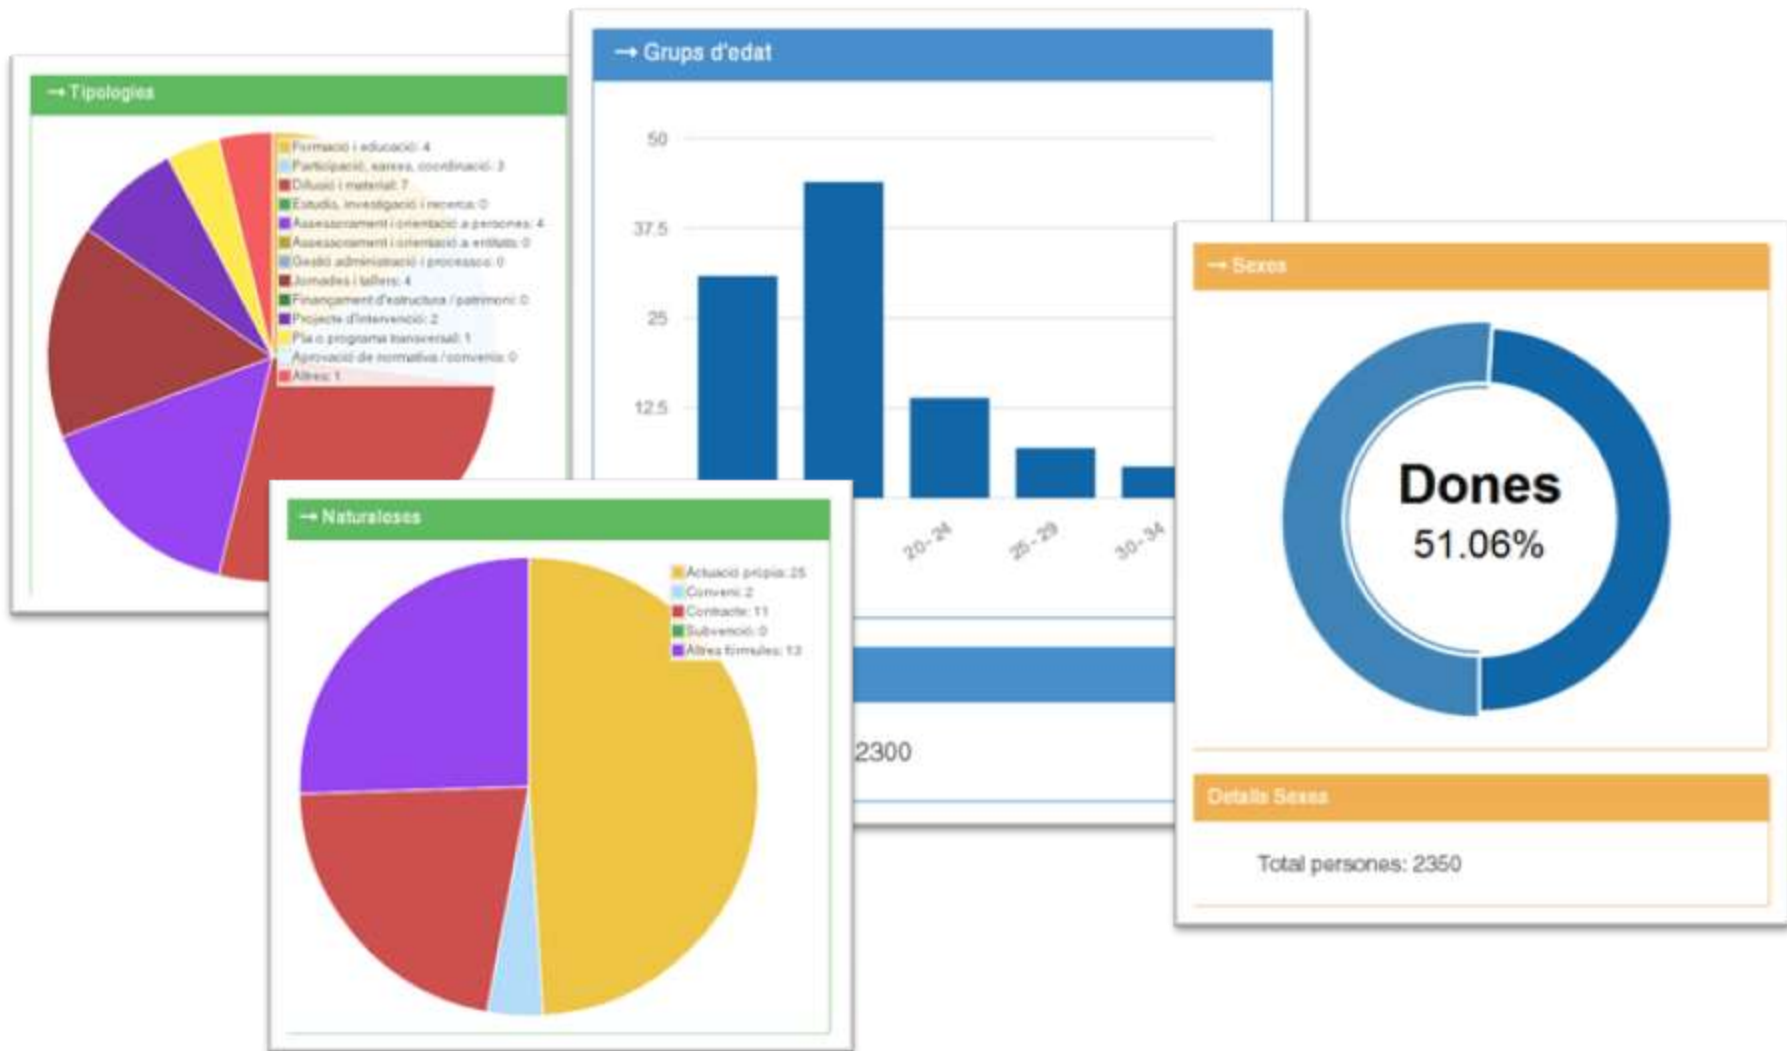 → Tipologies
Formació i educació: 4
Participació, xarxes, coordinació: 3
Difusió i material: 7
Estudis, investigació i recerca: 0
Assessorament i orientació a persones: 4
Assessorament i orientació a entitats: 0
Gestió administració i processos: 0
Jornades i tallers: 4
Finançament d'estructura / patrimoni: 0
Projecte d'intervenció: 2
Pla o programa transversal: 1
Aprovació de normativa / convenis: 0
Altres: 1
→ Grups d'edat
50
37.5
25
12.5
20-24
25-29
30-34
2300
→ Naturaleses
Actuació pròpia: 25
Conveni: 2
Contracte: 11
Subvenció: 0
Altres fórmules: 13
→ Sexes
Dones
51.06%
Detalls Sexes
Total persones: 2350